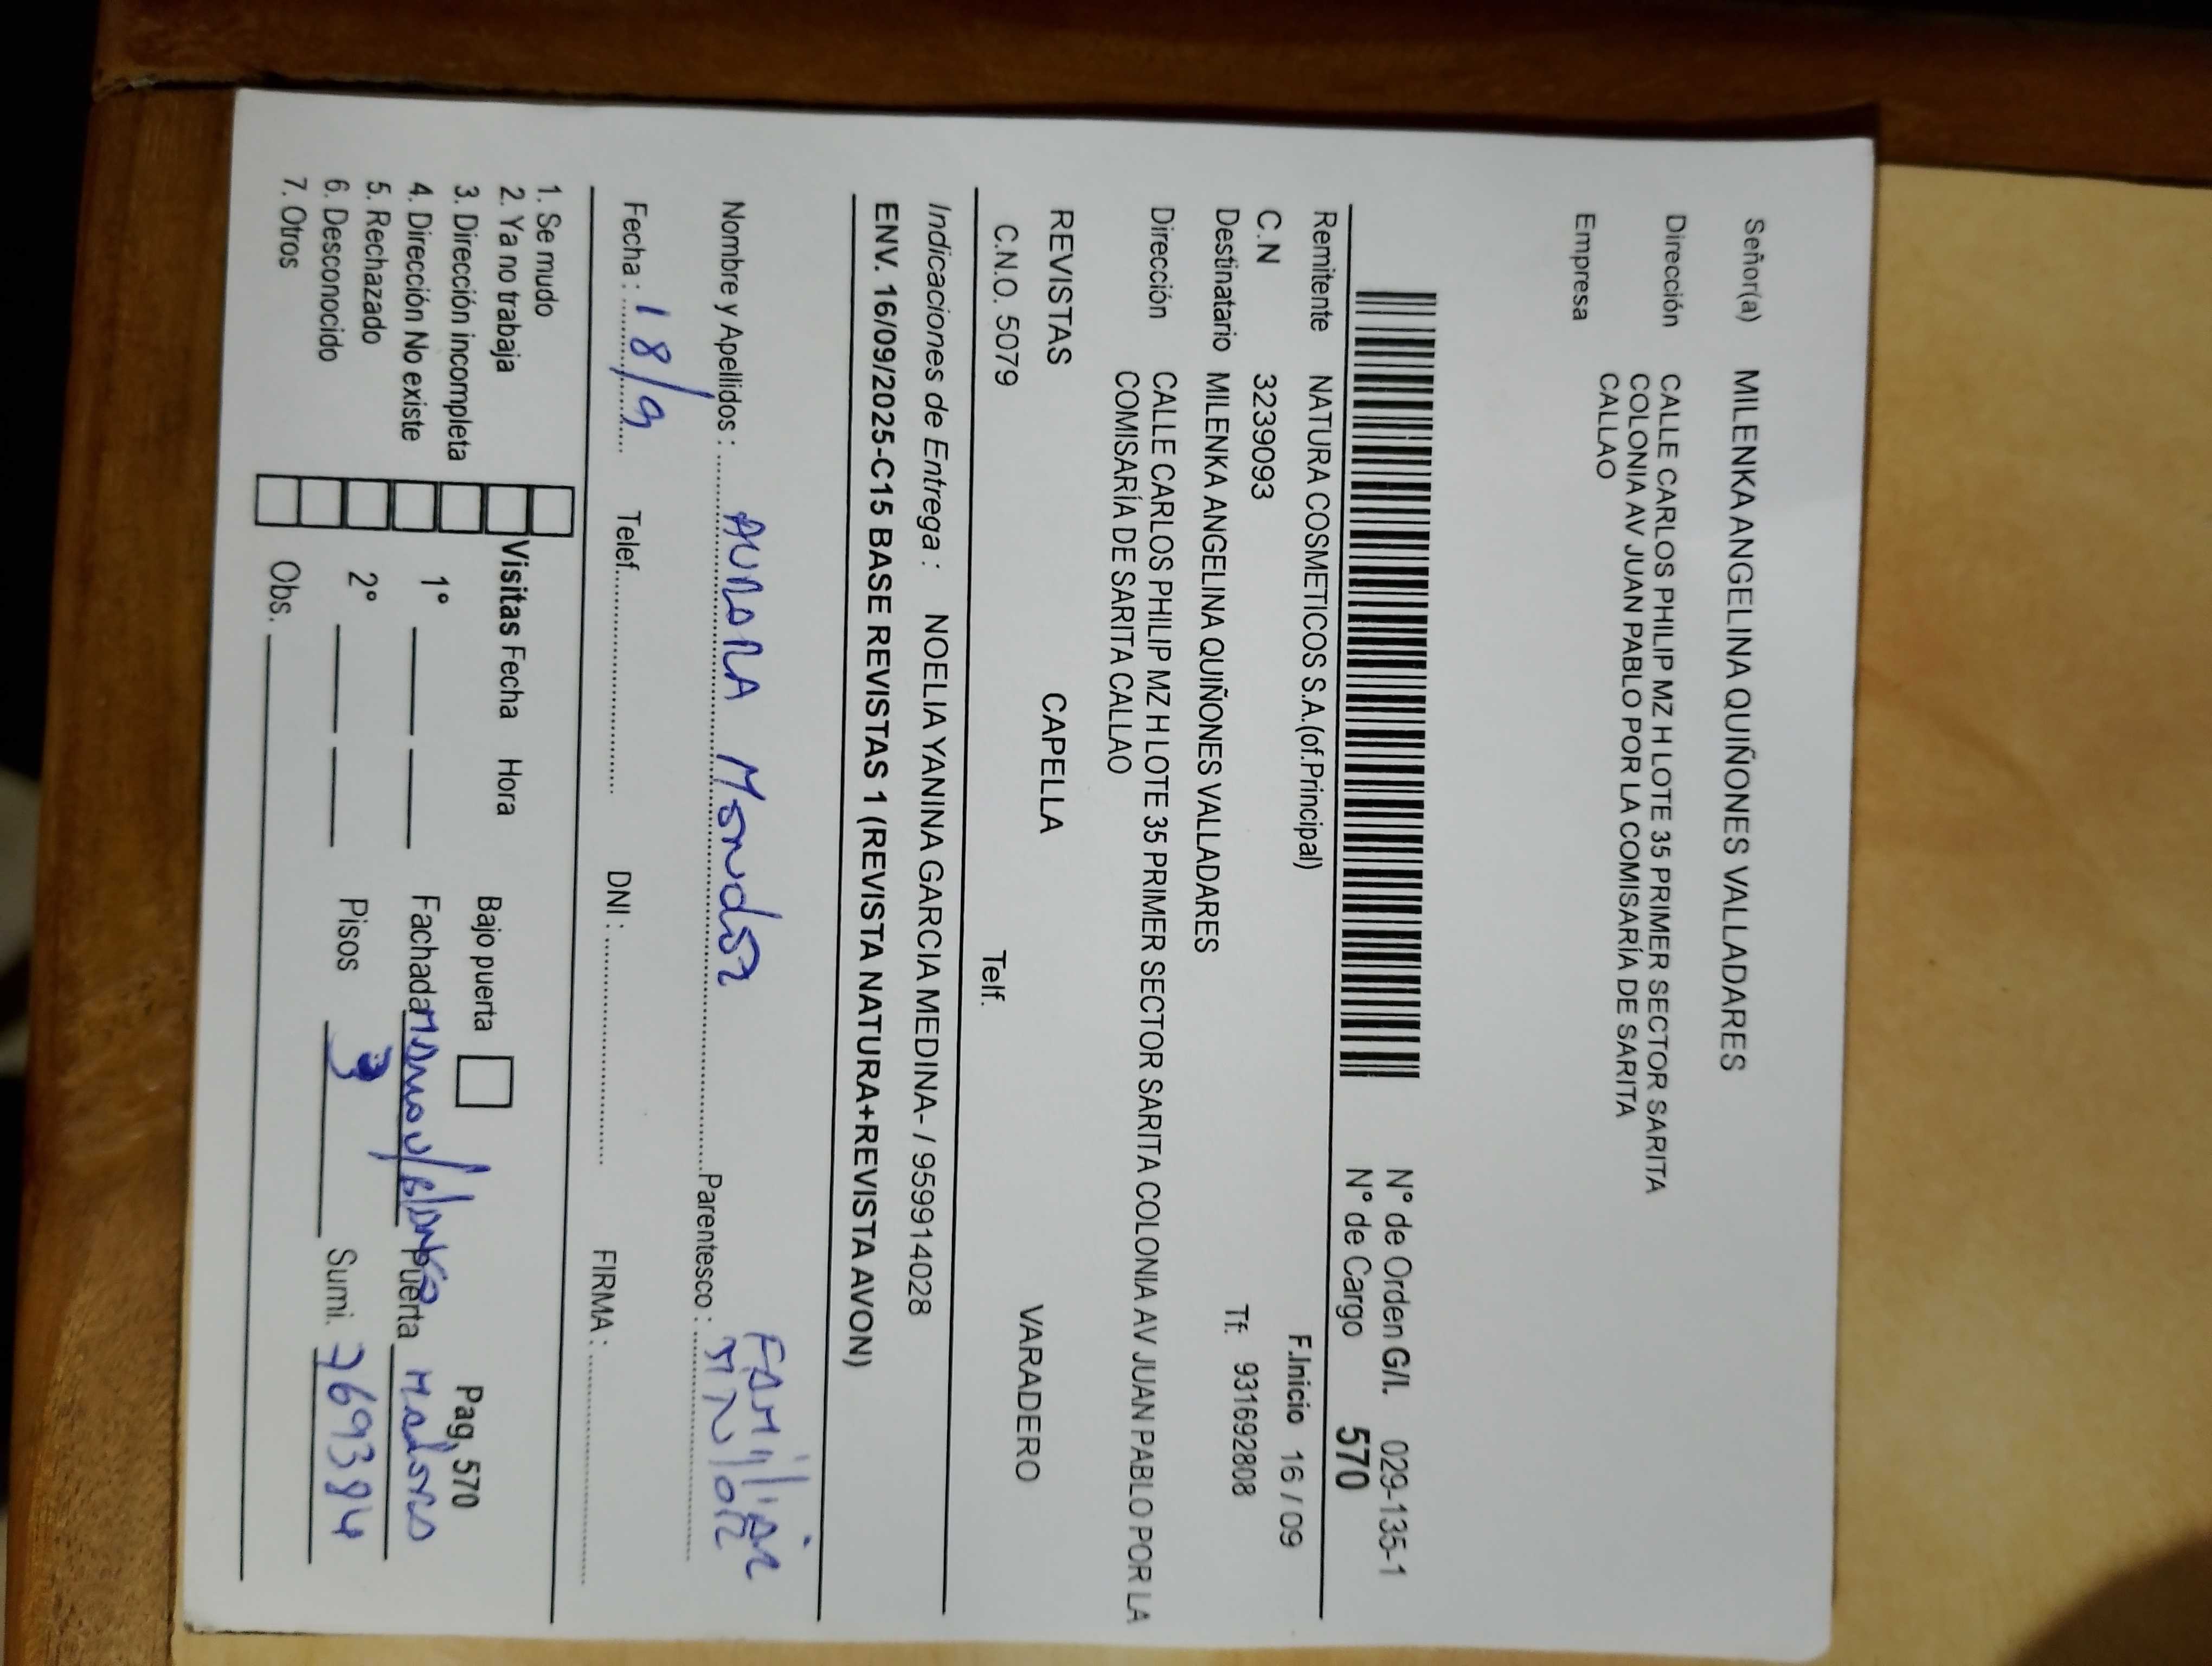 Señor(a) MILENKA ANGELINA QUIÑONES VALLADARES
Dirección CALLE CARLOS PHILIP MZ H LOTE 35 PRIMER SECTOR SARITA
COLONIA AV JUAN PABLO POR LA COMISARÍA DE SARITA
CALLAO
Empresa
N° de Orden G/I. 029-135-1
N° de Cargo 570
Remitente NATURA COSMETICOS S.A.(of.Principal) F.Inicio 16 / 09
C.N 3239093 Tf: 931692808
Destinatario MILENKA ANGELINA QUIÑONES VALLADARES
Dirección CALLE CARLOS PHILIP MZ H LOTE 35 PRIMER SECTOR SARITA COLONIA AV JUAN PABLO POR LA
COMISARÍA DE SARITA CALLAO
REVISTAS CAPELLA VARADERO
C.N.O. 5079 Telf.
Indicaciones de Entrega : NOELIA YANINA GARCIA MEDINA- / 959914028
ENV. 16/09/2025-C15 BASE REVISTAS 1 (REVISTA NATURA+REVISTA AVON)
Nombre y Apellidos : AURORA Parentesco : FAMILIAR
Fecha : 18/9 Telef. DNI : FIRMA :
1. Se mudo
2. Ya no trabaja Visitas Fecha Hora Bajo puerta Pag, 570
3. Dirección incompleta
4. Dirección No existe 1° Fachada Puerta madera
5. Rechazado 2° Pisos 3 Sumi.
6. Desconocido
7. Otros Obs.